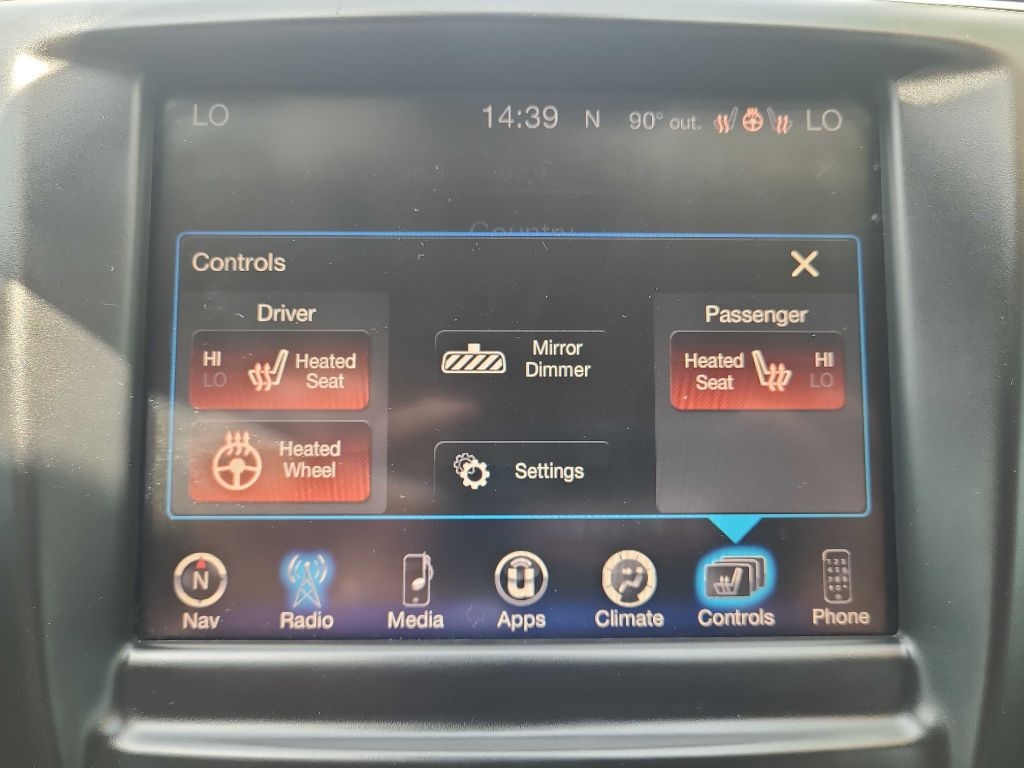 LO 14:39 N 90° out. LO
Country
Controls
Driver
HI
LO
Heated
Seat
Heated
Wheel
Mirror
Dimmer
Settings
Passenger
Heated
Seat
HI
LO
N
Nav
Radio
Media
Apps
Climate
Controls
Phone